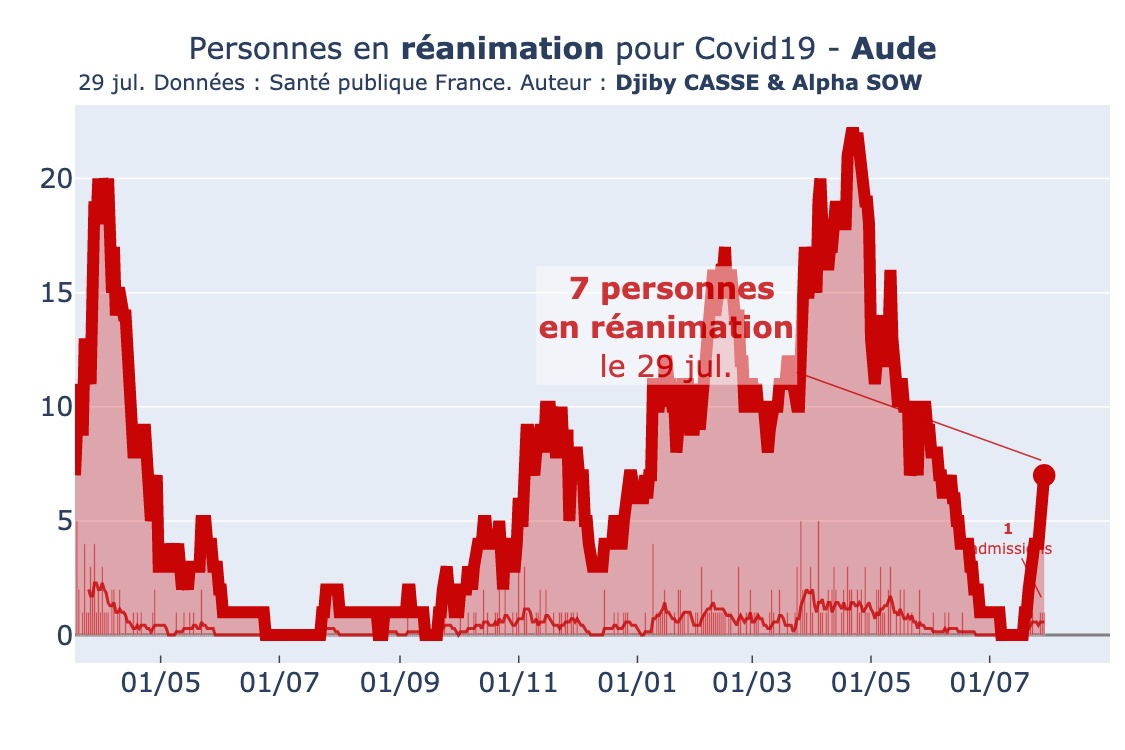 Personnes en réanimation pour Covid19 - Aude
29 jul. Données : Santé publique France. Auteur : Djiby CASSE & Alpha SOW
20
15
10
5
0
7 personnes
en réanimation
le 29 jul.
1
admissions
01/05 01/07 01/09 01/11 01/01 01/03 01/05 01/07